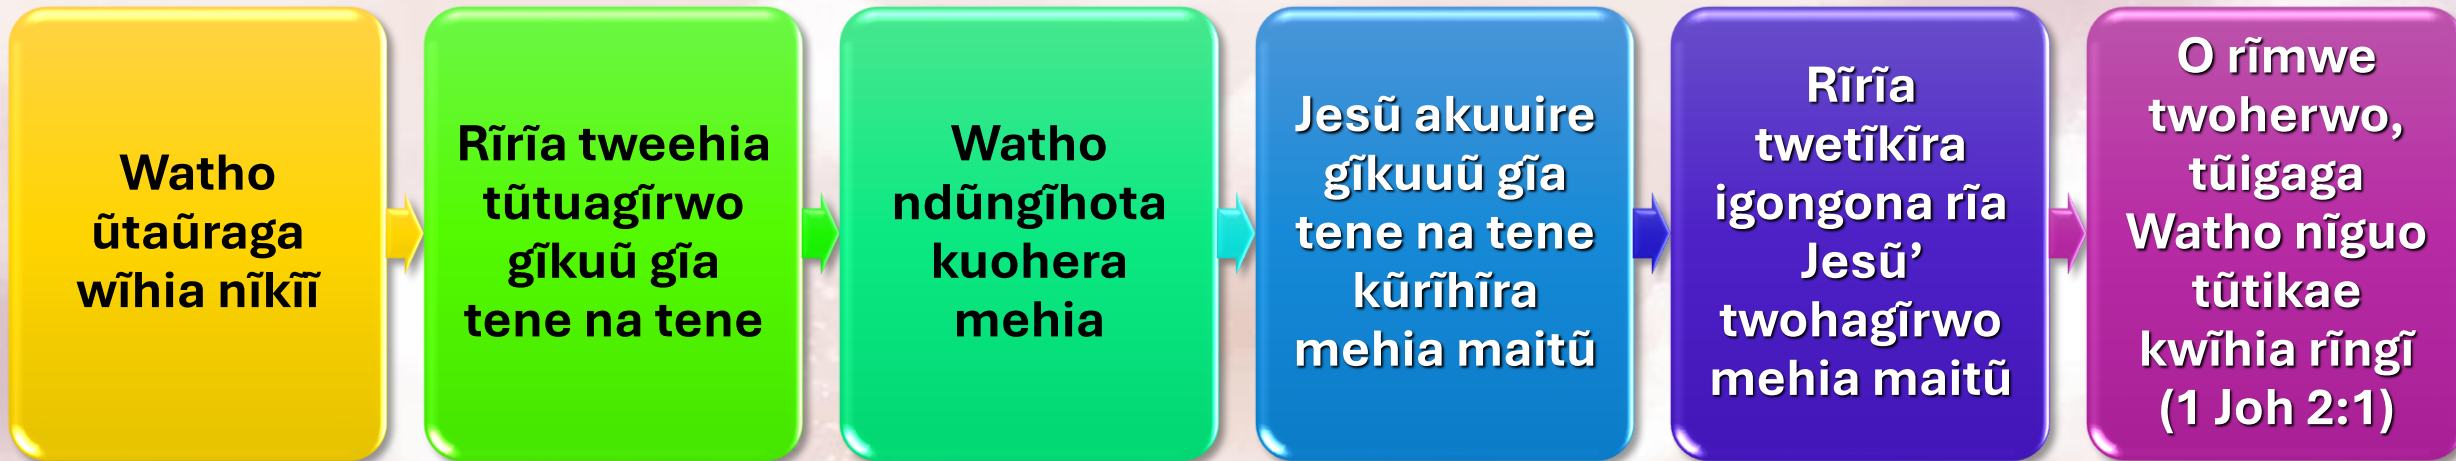 Watho
ũtaũraga
wĩhia nĩkĩĩ
Rĩrĩa tweehia
tũtuagĩrwo
gĩkuũ gĩa
tene na tene
Watho
ndũngĩhota
kuohera
mehia
Jesũ akuuire
gĩkuuũ gĩa
tene na tene
kũrĩhĩra
mehia maitũ
Rĩrĩa
twetĩkĩra
igongona rĩa
Jesũ’
twohagĩrwo
mehia maitũ
O rĩmwe
twoherwo,
tũigaga
Watho nĩguo
tũtikae
kwĩhia rĩngĩ
(1 Joh 2:1)